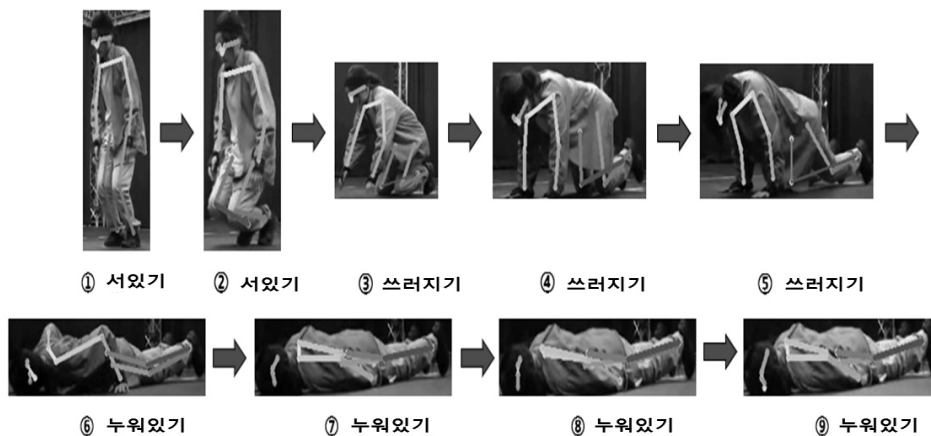 ① 서있기
② 서있기
③ 쓰러지기
④ 쓰러지기
⑤ 쓰러지기
⑥ 누워있기
⑦ 누워있기
⑧ 누워있기
⑨ 누워있기